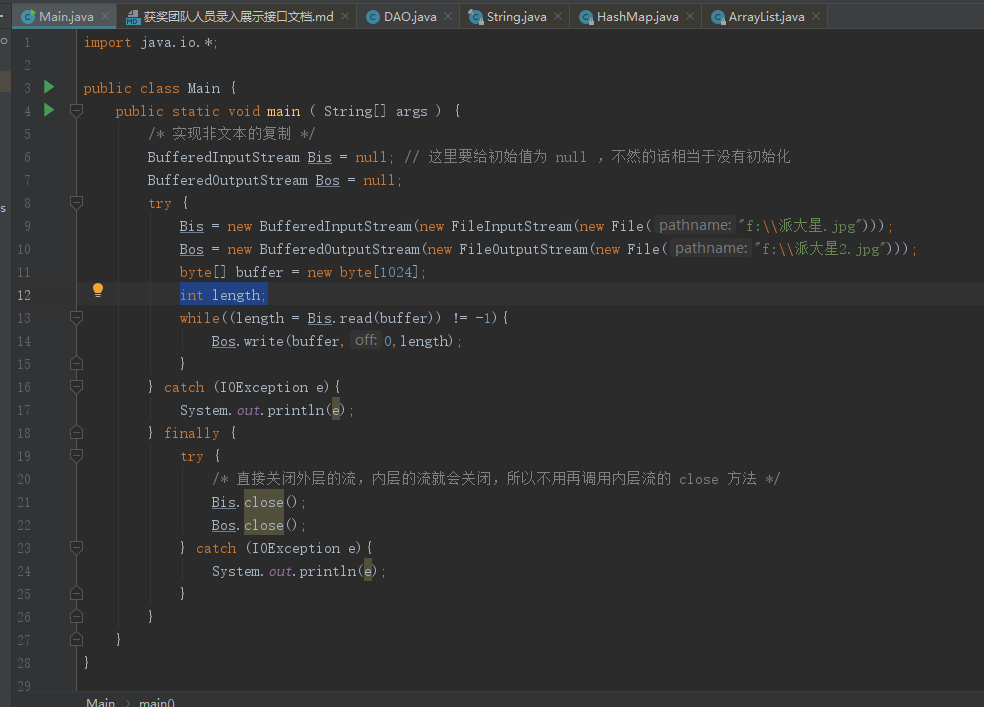 Main.java 获奖团队人员录入展示接口文档.md DAO.java String.java HashMap.java ArrayList.java
1 import java.io.*;
2
3 public class Main {
4 public static void main ( String[] args ) {
5 /* 实现非文本的复制 */
6 BufferedInputStream Bis = null; // 这里要给初始值为 null ，不然的话相当于没有初始化
7 BufferedOutputStream Bos = null;
8 try {
9 Bis = new BufferedInputStream(new FileInputStream(new File( pathname: "f:\\派大星.jpg")));
10 Bos = new BufferedOutputStream(new FileOutputStream(new File( pathname: "f:\\派大星2.jpg")));
11 byte[] buffer = new byte[1024];
12 int length;
13 while((length = Bis.read(buffer)) != -1){
14 Bos.write(buffer, off: 0,length);
15 }
16 } catch (IOException e){
17 System.out.println(e);
18 } finally {
19 try {
20 /* 直接关闭外层的流，内层的流就会关闭，所以不用再调用内层流的 close 方法 */
21 Bis.close();
22 Bos.close();
23 } catch (IOException e){
24 System.out.println(e);
25 }
26 }
27 }
28 }
29
Main › main()